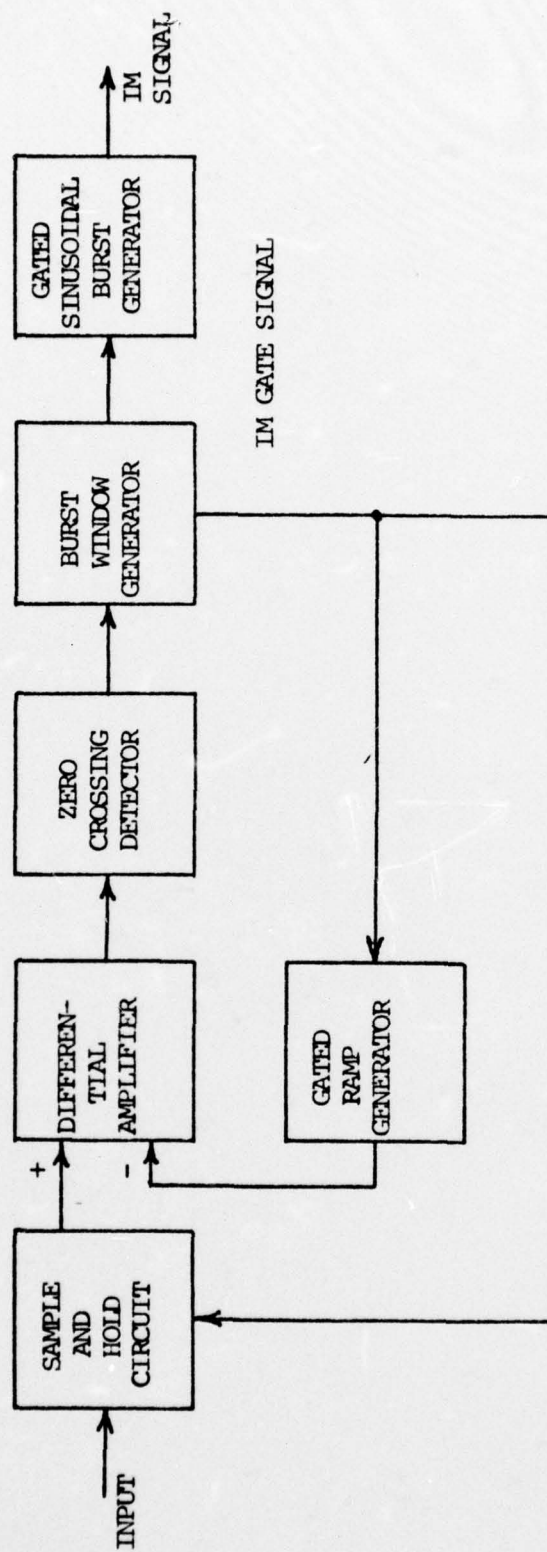 INPUT
SAMPLE
AND
HOLD
CIRCUIT
+
-
DIFFEREN-
TIAL
AMPLIFIER
ZERO
CROSSING
DETECTOR
BURST
WINDOW
GENERATOR
GATED
SINUSOIDAL
BURST
GENERATOR
IM
SIGNAL
GATED
RAMP
GENERATOR
IM GATE SIGNAL